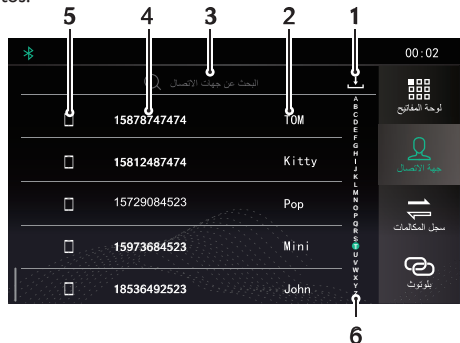 tos.
5 4 3 2 1
00:02
البحث عن جهات الاتصال
لوحة المفاتيح
جهة الاتصال
سجل المكالمات
بلوتوث
15878747474 TOM
15812487474 Kitty
15729084523 Pop
15973684523 Mini
18536492523 John
A
B
C
D
E
F
G
H
I
J
K
L
M
N
O
P
Q
R
S
T
U
V
W
X
Y
Z
6